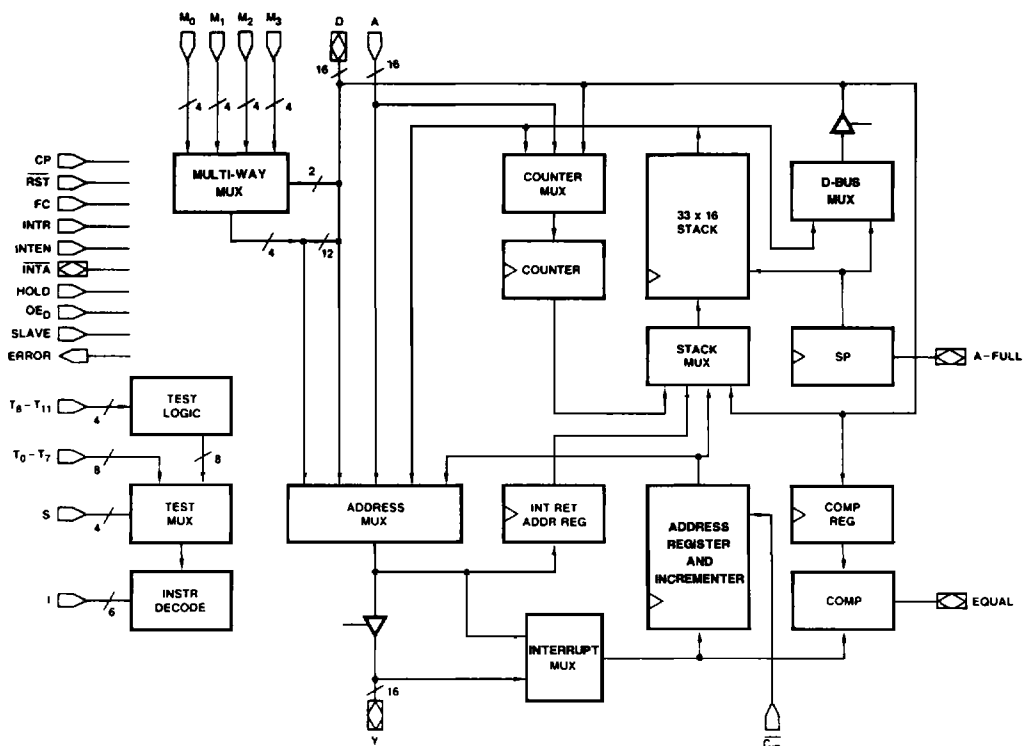 M0 M1 M2 M3 D A
16 16
4 4 4 4
CP
RST
FC
INTR
INTEN
INTA
HOLD
OED
SLAVE
ERROR
MULTI-WAY
MUX
2
4 12
COUNTER
MUX
COUNTER
33 x 16
STACK
D-BUS
MUX
STACK
MUX
SP
A-FULL
T8-T11
4
TEST
LOGIC
8
T0-T7
8
S
4
TEST
MUX
I
6
INSTR
DECODE
ADDRESS
MUX
INT RET
ADDR REG
ADDRESS
REGISTER
AND
INCREMENTER
COMP
REG
COMP
EQUAL
INTERRUPT
MUX
16
Y